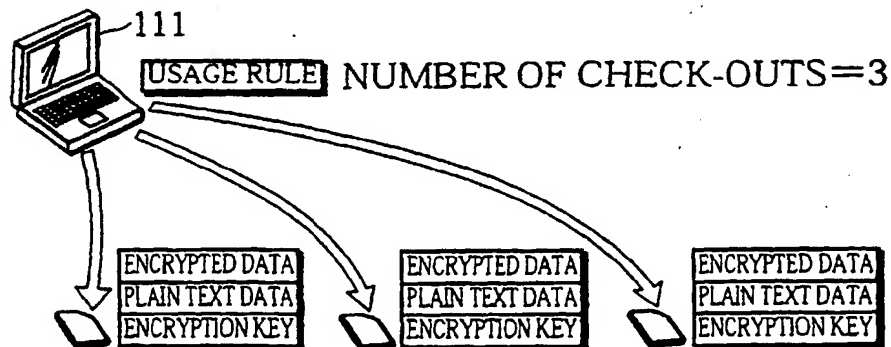 111
USAGE RULE NUMBER OF CHECK-OUTS=3
ENCRYPTED DATA
PLAIN TEXT DATA
ENCRYPTION KEY
ENCRYPTED DATA
PLAIN TEXT DATA
ENCRYPTION KEY
ENCRYPTED DATA
PLAIN TEXT DATA
ENCRYPTION KEY